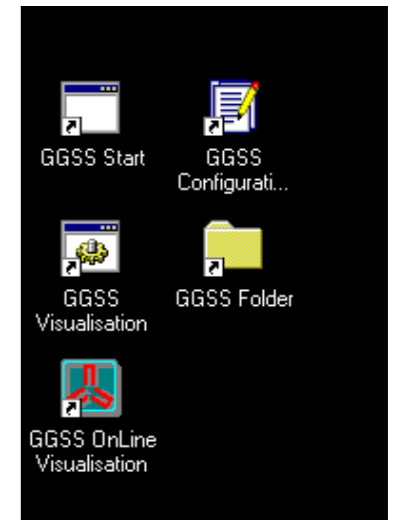 GGSS Start
GGSS
Configurati...
GGSS
Visualisation
GGSS Folder
GGSS OnLine
Visualisation